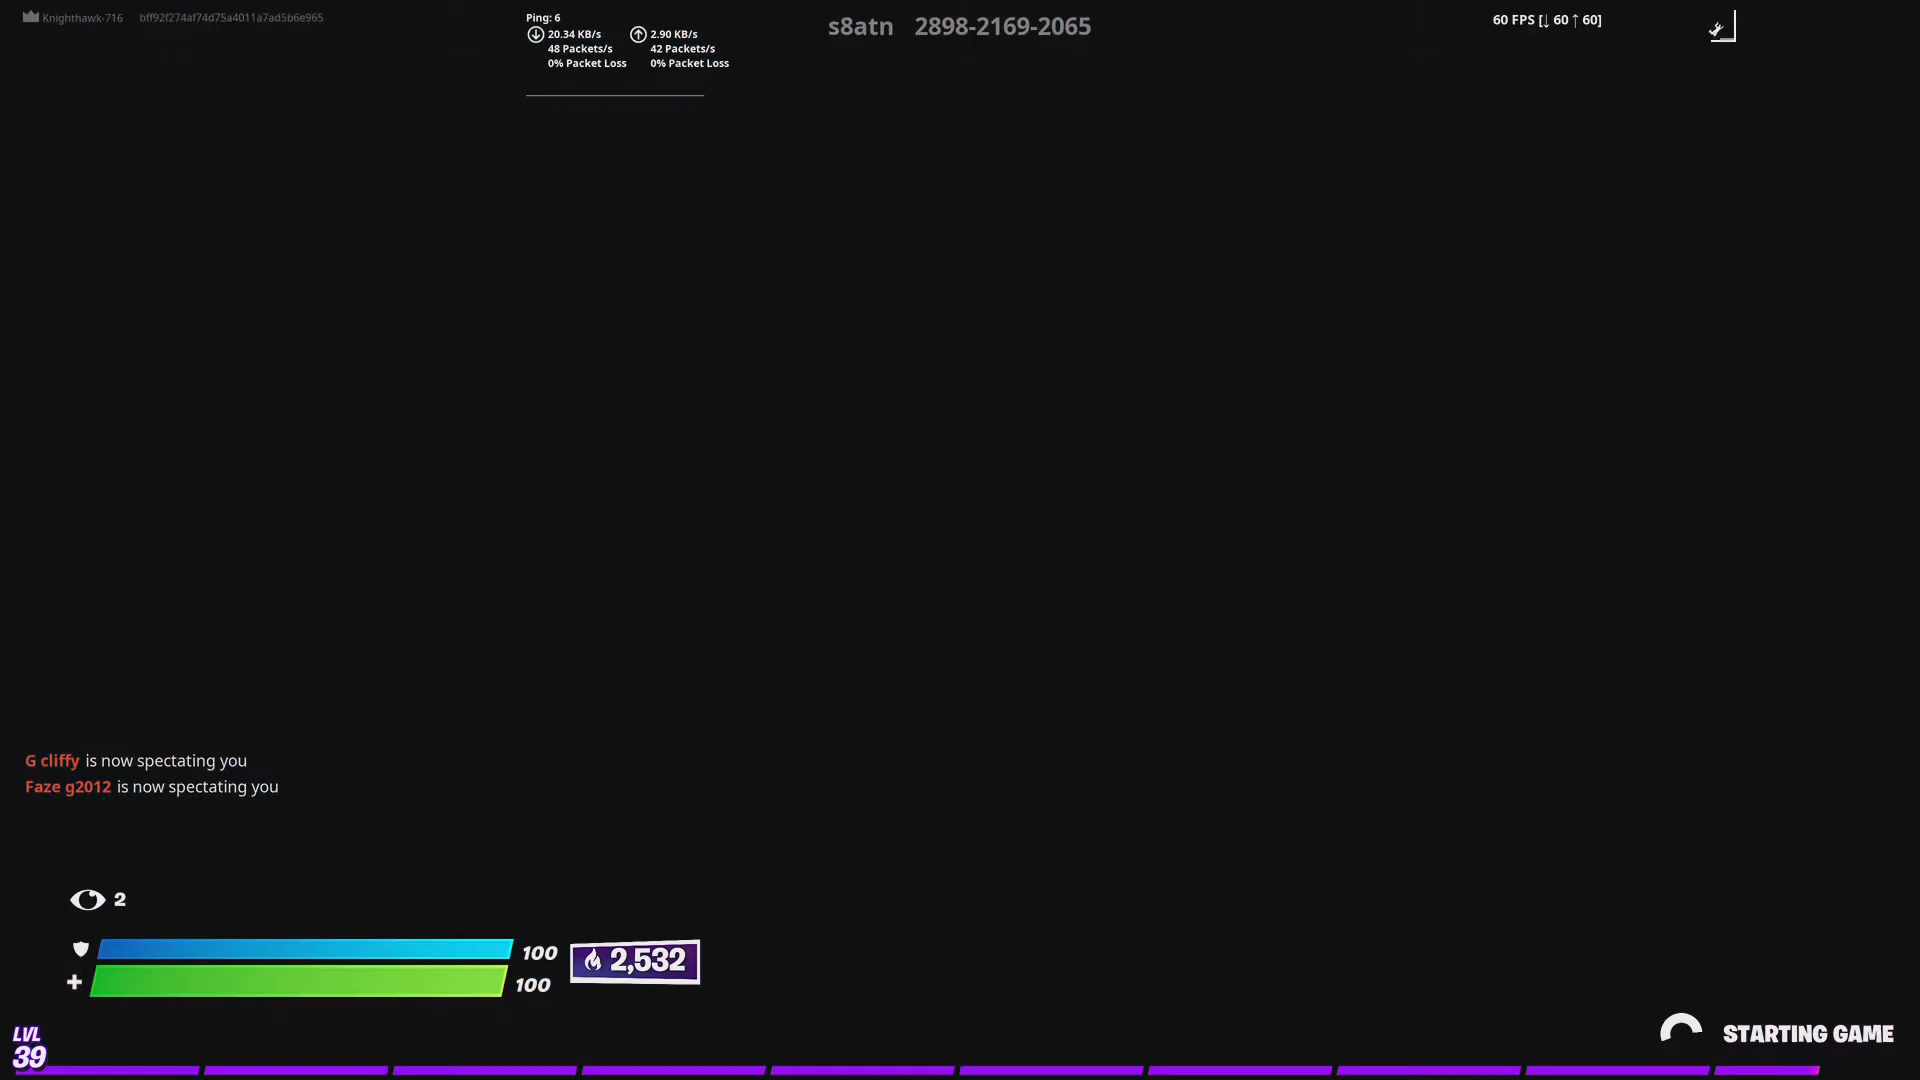 Knighthawk-716 bff92f274af74d75a4011a7ad5b6e965
Ping: 6
20.34 KB/s 2.90 KB/s
48 Packets/s 42 Packets/s
0% Packet Loss 0% Packet Loss
s8atn 2898-2169-2065
60 FPS [↓ 60 ↑ 60]
G cliffy is now spectating you
Faze g2012 is now spectating you
2
100
2,532
100
LVL
39
STARTING GAME